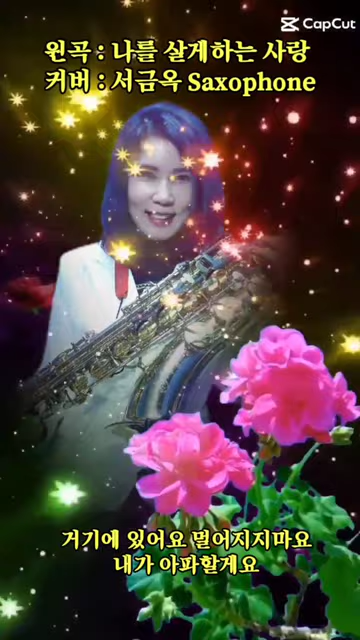 CapCut
원곡 : 나를 살게하는 사랑
커버 : 서금옥 Saxophone
거기에 있어요 멀어지지마요
내가 아파할게요